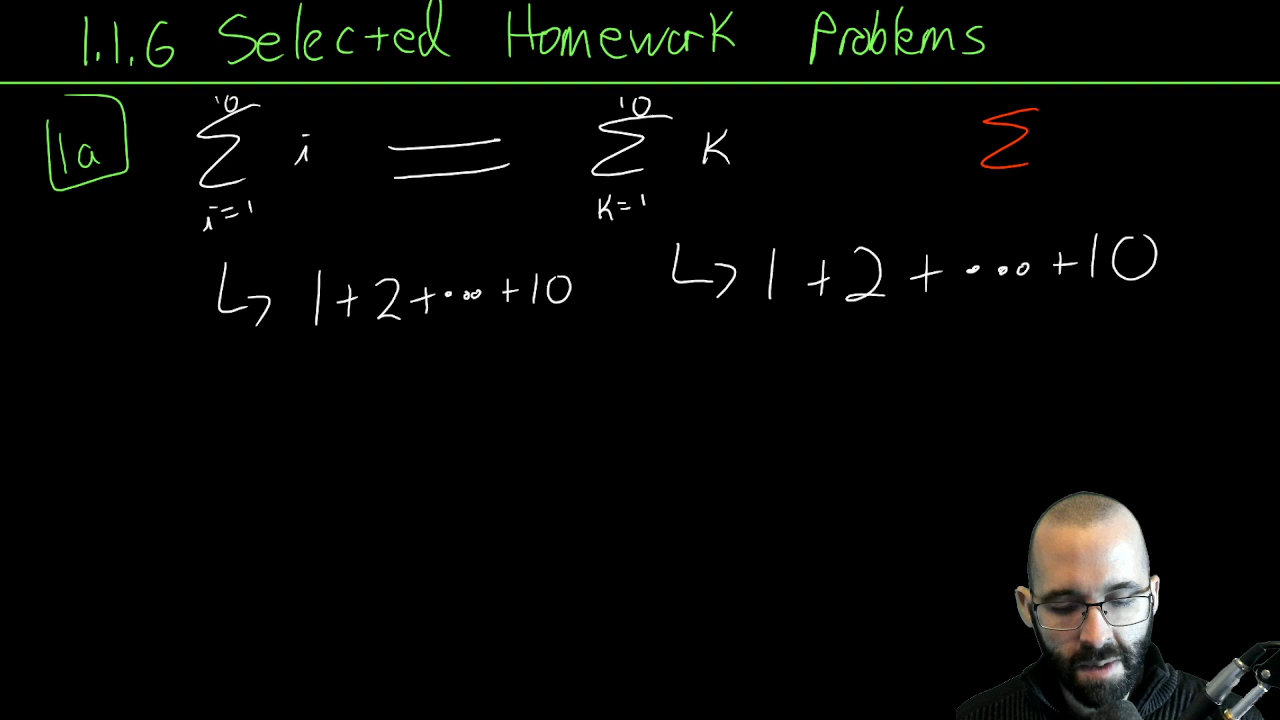 1.1.6 Selected Homework Problems
1a
10 10
∑ i = ∑ k ∑
i=1 k=1
↳ 1+2+...+10 ↳ 1+2+...+10